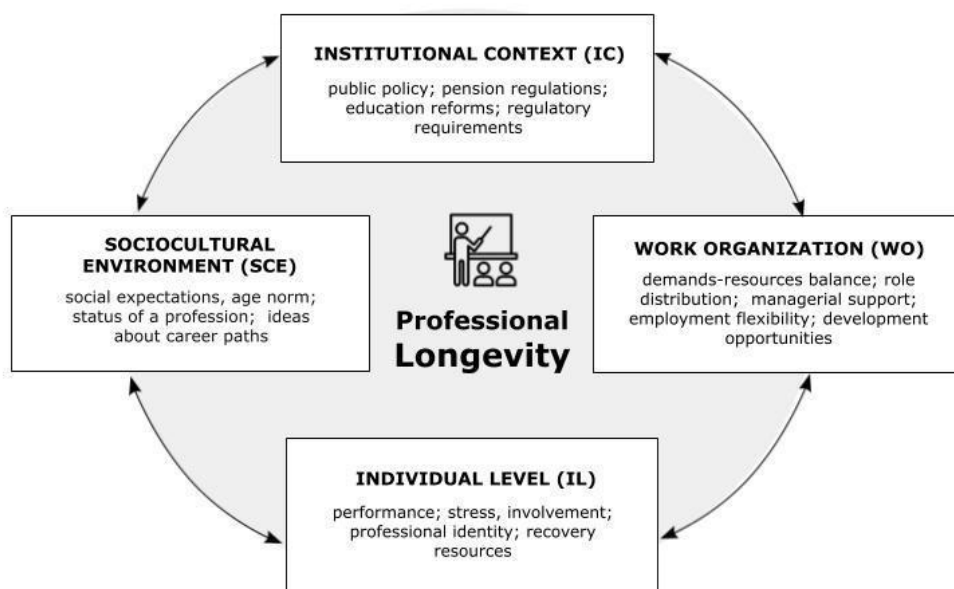 INSTITUTIONAL CONTEXT (IC)
public policy; pension regulations;
education reforms; regulatory
requirements
SOCIOCULTURAL
ENVIRONMENT (SCE)
social expectations, age norm;
status of a profession; ideas
about career paths
Professional
Longevity
WORK ORGANIZATION (WO)
demands-resources balance; role
distribution; managerial support;
employment flexibility; development
opportunities
INDIVIDUAL LEVEL (IL)
performance; stress, involvement;
professional identity; recovery
resources